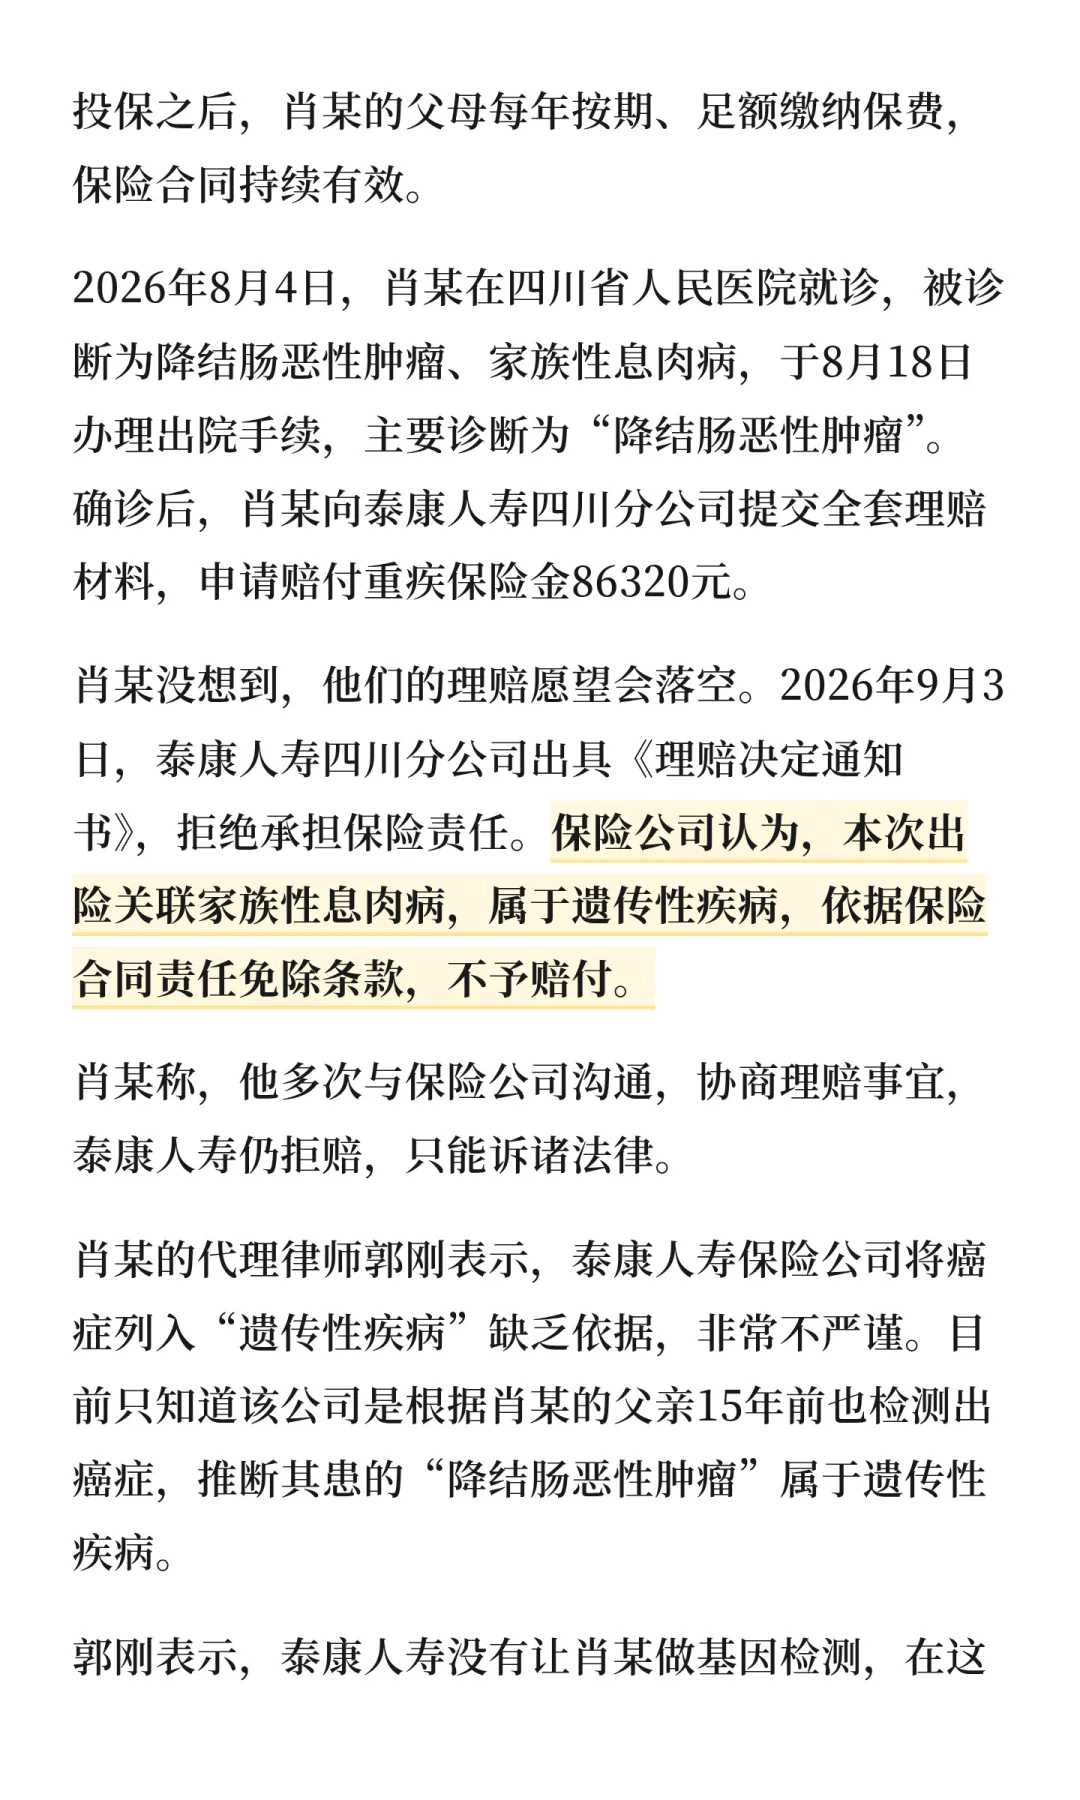 投保之后，肖某的父母每年按期、足额缴纳保费，
保险合同持续有效。
2026年8月4日，肖某在四川省人民医院就诊，被诊
断为降结肠恶性肿瘤、家族性息肉病，于8月18日
办理出院手续，主要诊断为“降结肠恶性肿瘤”。
确诊后，肖某向泰康人寿四川分公司提交全套理赔
材料，申请赔付重疾保险金86320元。
肖某没想到，他们的理赔愿望会落空。2026年9月3
日，泰康人寿四川分公司出具《理赔决定通知
书》，拒绝承担保险责任。保险公司认为，本次出
险关联家族性息肉病，属于遗传性疾病，依据保险
合同责任免除条款，不予赔付。
肖某称，他多次与保险公司沟通，协商理赔事宜，
泰康人寿仍拒赔，只能诉诸法律。
肖某的代理律师郭刚表示，泰康人寿保险公司将癌
症列入“遗传性疾病”缺乏依据，非常不严谨。目
前只知道该公司是根据肖某的父亲15年前也检测出
癌症，推断其患的“降结肠恶性肿瘤”属于遗传性
疾病。
郭刚表示，泰康人寿没有让肖某做基因检测，在这